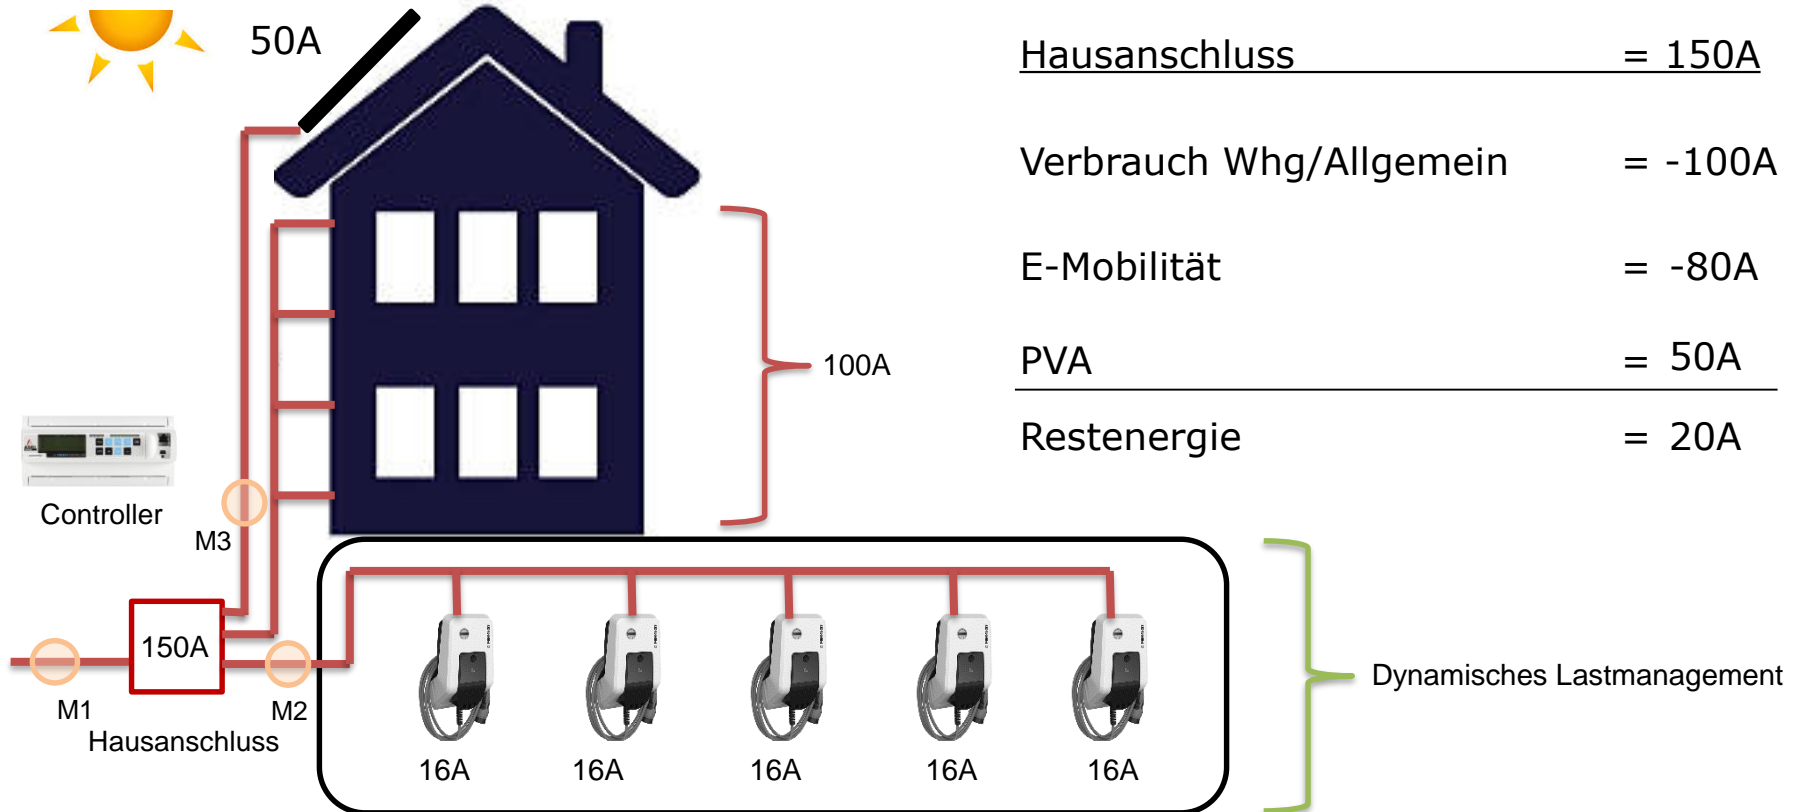 50A
Hausanschluss = 150A
Verbrauch Whg/Allgemein = -100A
E-Mobilität = -80A
PVA = 50A
Restenergie = 20A
100A
Controller
M3
150A
M1
M2
Hausanschluss
16A 16A 16A 16A 16A
Dynamisches Lastmanagement